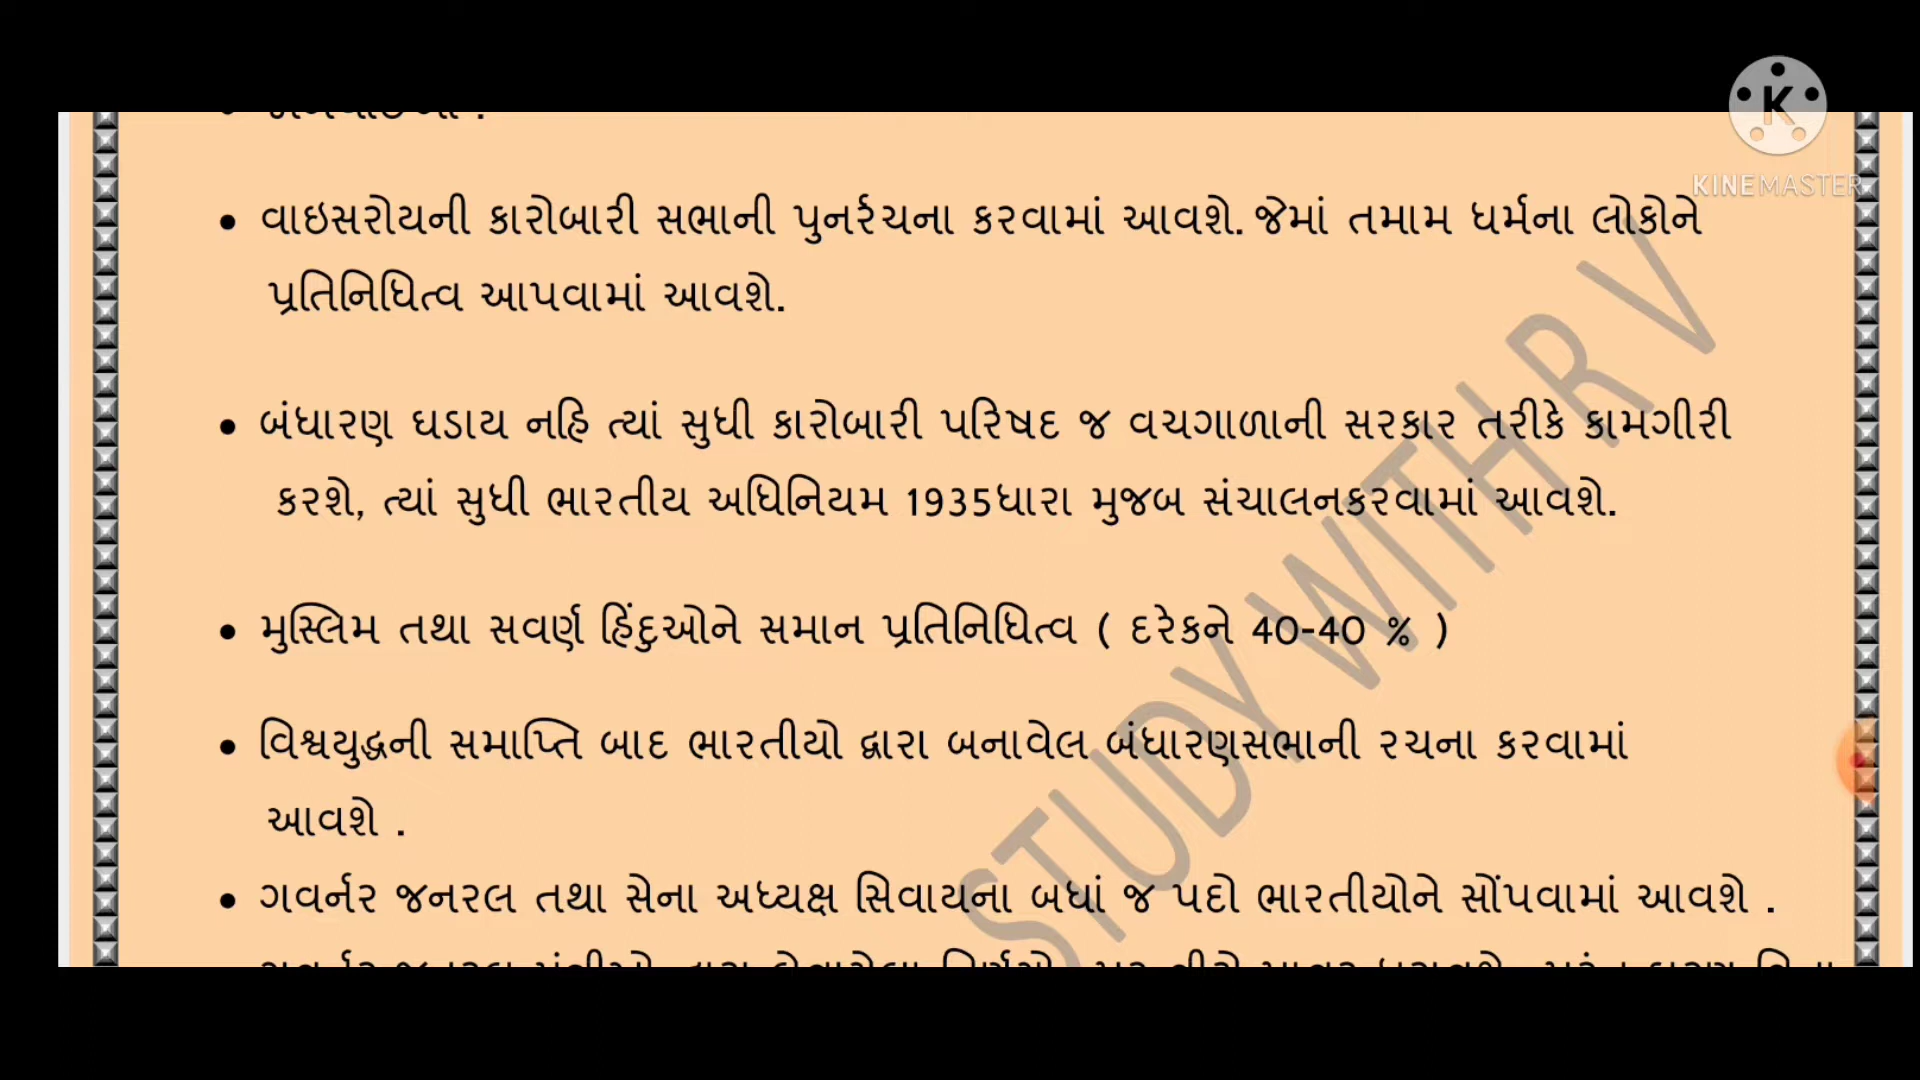 KINEMASTER
• વાઇસરોયની કારોબારી સભાની પુનર્રચના કરવામાં આવશે. જેમાં તમામ ધર્મના લોકોને
પ્રતિનિધિત્વ આપવામાં આવશે.
• બંધારણ ઘડાય નહિ ત્યાં સુધી કારોબારી પરિષદ જ વચગાળાની સરકાર તરીકે કામગીરી
કરશે, ત્યાં સુધી ભારતીય અધિનિયમ 1935ધારા મુજબ સંચાલનકરવામાં આવશે.
• મુસ્લિમ તથા સવર્ણ હિંદુઓને સમાન પ્રતિનિધિત્વ ( દરેકને 40-40 % )
• વિશ્વયુદ્ધની સમાપ્તિ બાદ ભારતીયો દ્વારા બનાવેલ બંધારણસભાની રચના કરવામાં
આવશે .
• ગવર્નર જનરલ તથા સેના અધ્યક્ષ સિવાયના બધાં જ પદો ભારતીયોને સોંપવામાં આવશે .
STUDY WITH R V